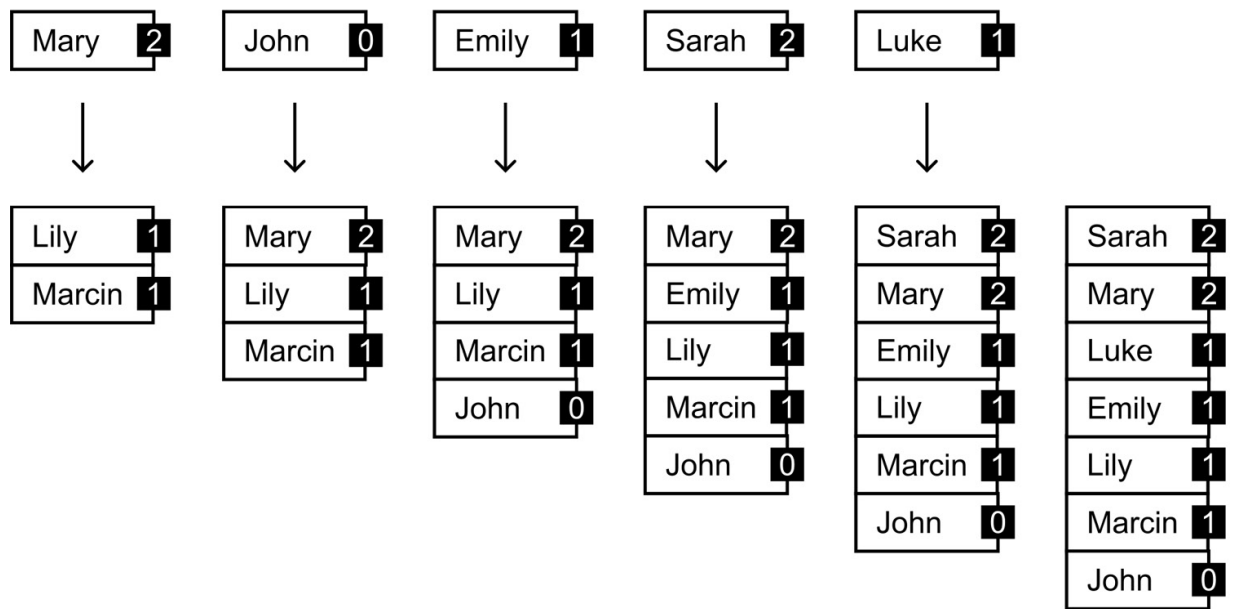 Mary 2 John 0 Emily 1 Sarah 2 Luke 1
Lily 1 Mary 2 Mary 2 Mary 2 Sarah 2 Sarah 2
Marcin 1 Lily 1 Lily 1 Emily 1 Mary 2 Mary 2
Marcin 1 Marcin 1 Lily 1 Emily 1 Luke 1
John 0 Marcin 1 Lily 1 Emily 1
John 0 Marcin 1 Lily 1
John 0 Marcin 1
John 0